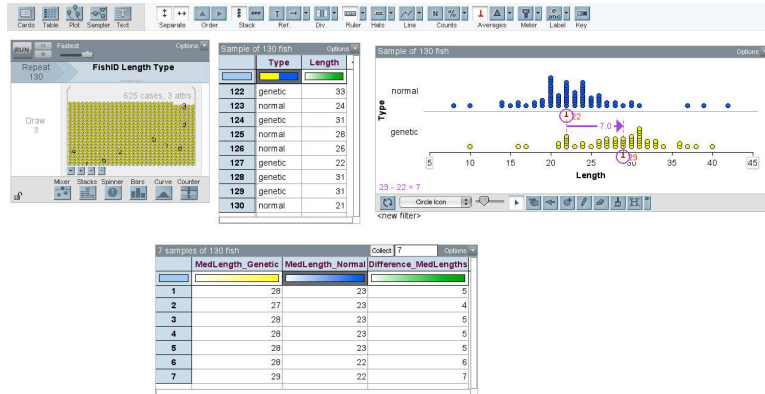 Cards Table Plot Sampler Text Separate Order Stack Ref. Div. Ruler Hats Line Counts Averages Meter Label Key
RUN Fastest Options
Repeat 130 FishID Length Type
625 cases, 3 attrs
Draw 3
Mixer Stacks Spinner Bars Curve Counter
Sample of 130 fish Options
Type Length
122 genetic 33
123 normal 24
124 genetic 31
125 normal 28
126 normal 26
127 genetic 22
128 genetic 31
129 genetic 31
130 normal 21
Sample of 130 fish Options
normal
22
Type
7.0
genetic
5 10 15 20 25 30 35 40 45
29
Length
29 - 22 = 7
Circle Icon
<new filter>
7 samples of 130 fish Collect 7 Options
MedLength_Genetic MedLength_Normal Difference_MedLengths
1 28 23 5
2 27 23 4
3 28 23 5
4 28 23 5
5 28 23 5
6 28 22 6
7 29 22 7